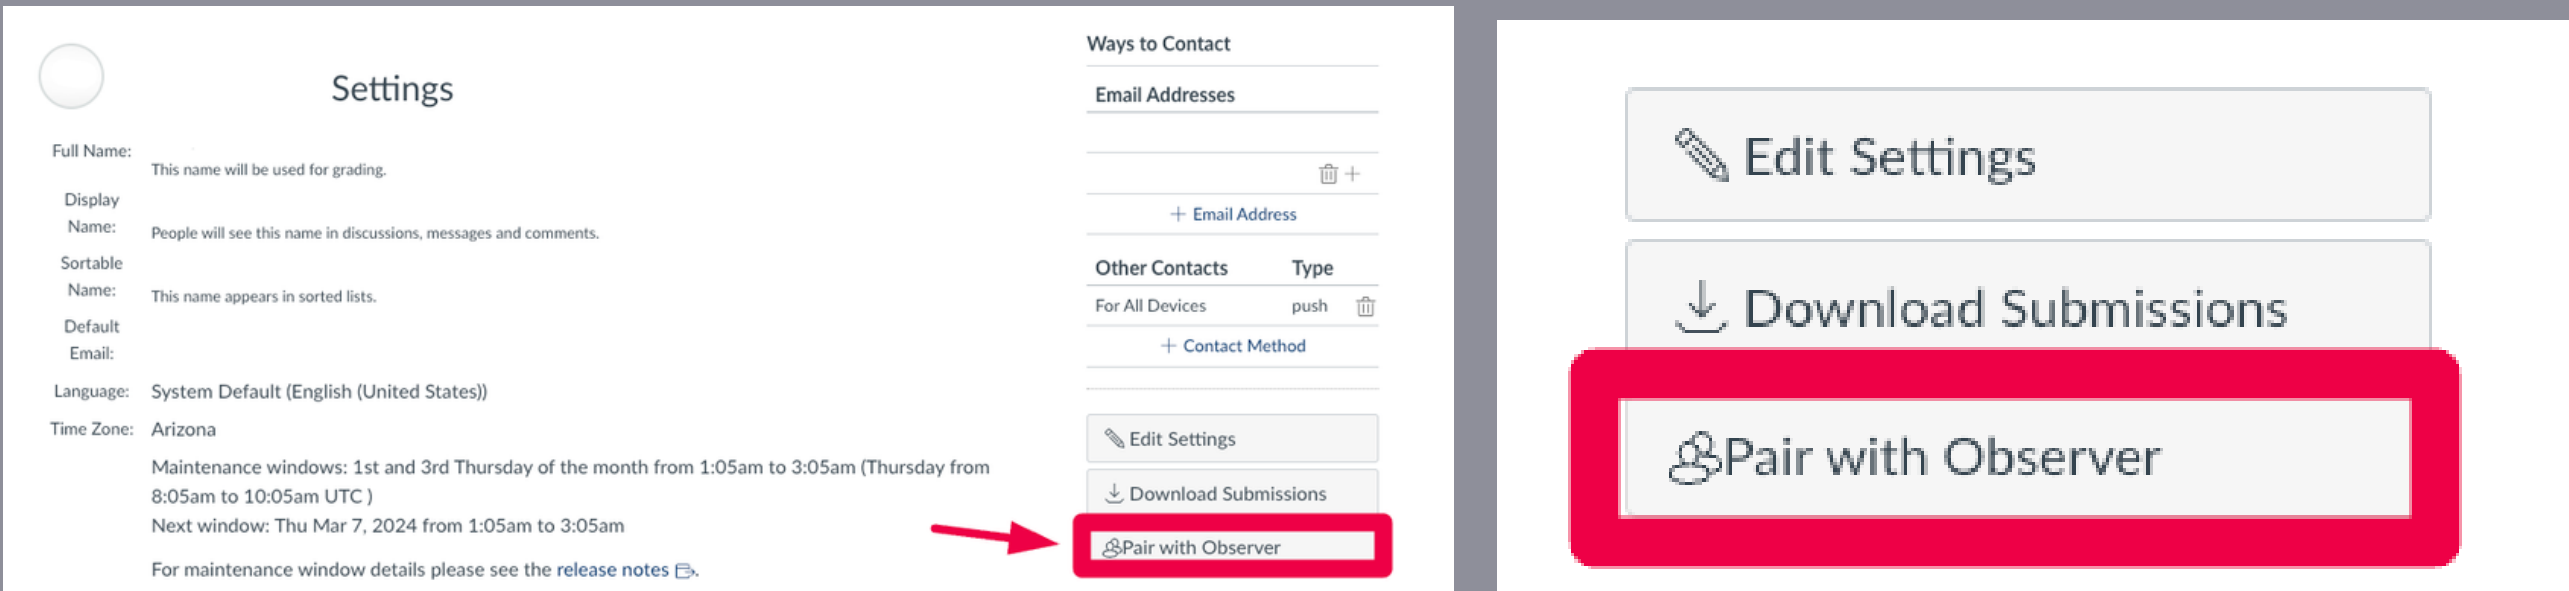 Settings
Full Name:
This name will be used for grading.
Display
Name:
People will see this name in discussions, messages and comments.
Sortable
Name:
This name appears in sorted lists.
Default
Email:
Language: System Default (English (United States))
Time Zone: Arizona
Maintenance windows: 1st and 3rd Thursday of the month from 1:05am to 3:05am (Thursday from
8:05am to 10:05am UTC )
Next window: Thu Mar 7, 2024 from 1:05am to 3:05am
For maintenance window details please see the release notes.
Ways to Contact
Email Addresses
+ Email Address
Other Contacts Type
For All Devices push
+ Contact Method
Edit Settings
Download Submissions
Pair with Observer
Edit Settings
Download Submissions
Pair with Observer